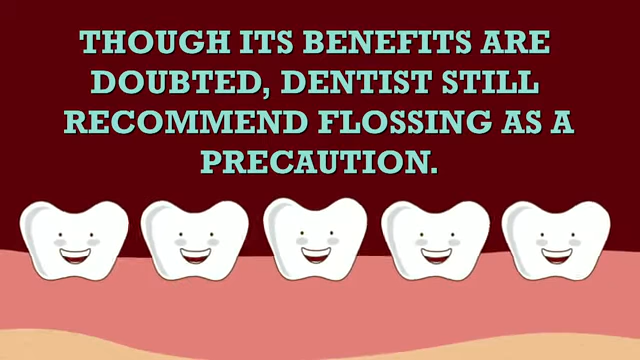 THOUGH ITS BENEFITS ARE
DOUBTED, DENTIST STILL
RECOMMEND FLOSSING AS A
PRECAUTION.